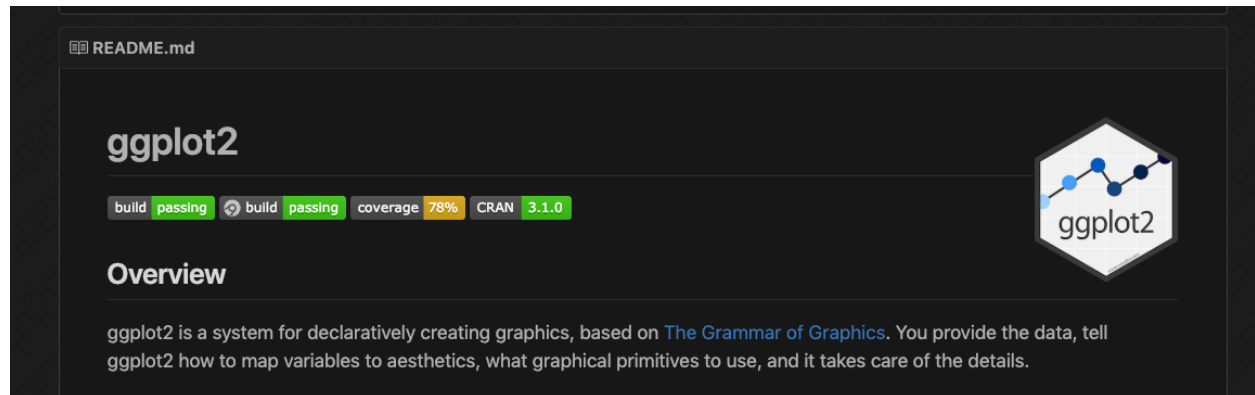 README.md
ggplot2
build passing build passing coverage 78% CRAN 3.1.0
ggplot2
Overview
ggplot2 is a system for declaratively creating graphics, based on The Grammar of Graphics. You provide the data, tell
ggplot2 how to map variables to aesthetics, what graphical primitives to use, and it takes care of the details.